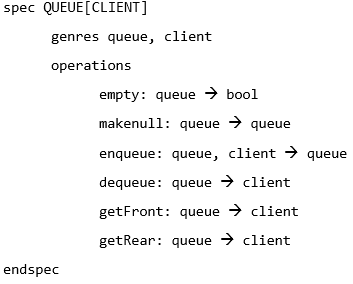 spec QUEUE[CLIENT]
genres queue, client
operations
empty: queue → bool
makenull: queue → queue
enqueue: queue, client → queue
dequeue: queue → client
getFront: queue → client
getRear: queue → client
endspec